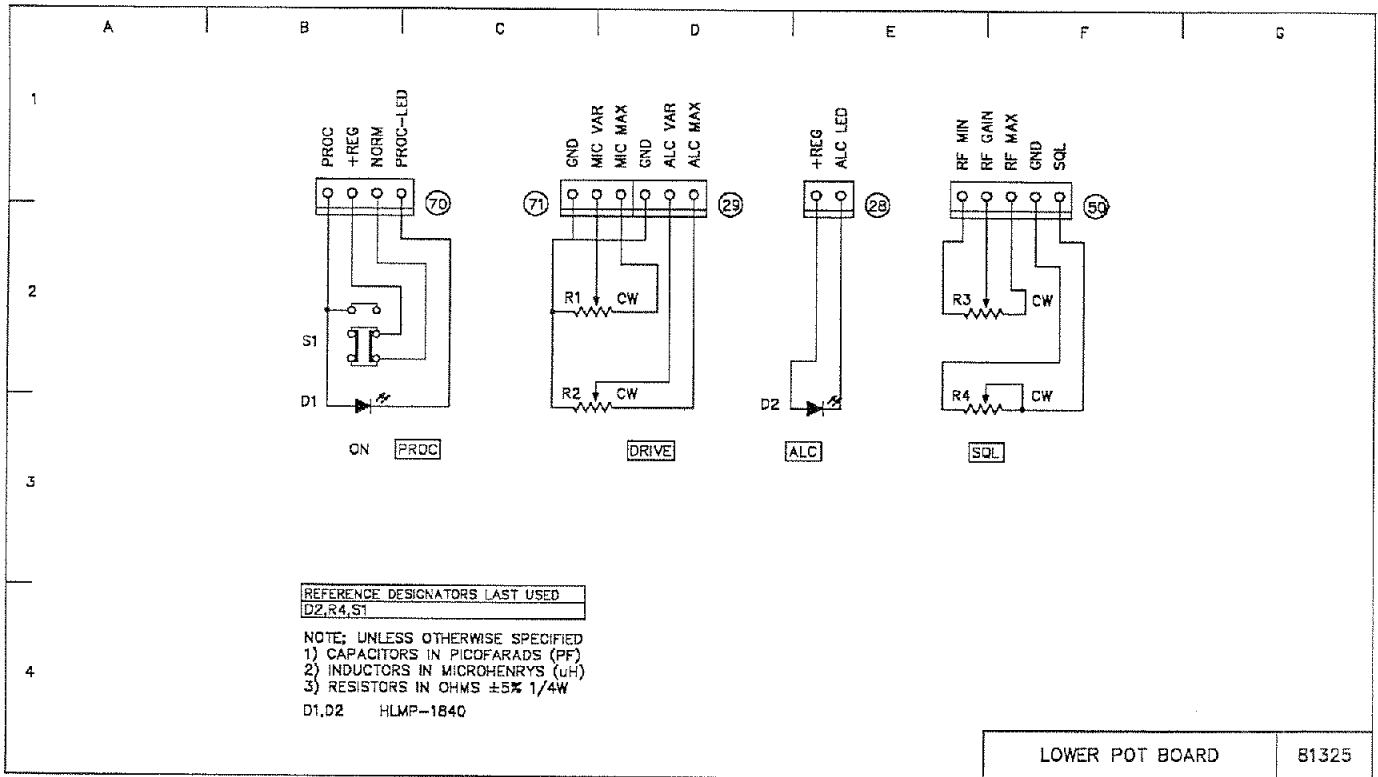 A B C D E F G
1
PROC +REG NORM PROC-LED
GND MIC VAR MIC MAX GND ALC VAR ALC MAX
+REG ALC LED
RF MIN RF GAIN RF MAX GND SQL
70 71 29 28 50
2
R1 CW R3 CW
S1
D1 R2 CW D2 R4 CW
ON PROC DRIVE ALC SQL
3
REFERENCE DESIGNATORS LAST USED
D2,R4,S1
NOTE; UNLESS OTHERWISE SPECIFIED
1) CAPACITORS IN PICOFARADS (PF)
2) INDUCTORS IN MICROHENRYS (uH)
3) RESISTORS IN OHMS ±5% 1/4W
4
D1,D2 HLMP-1840
LOWER POT BOARD 81325